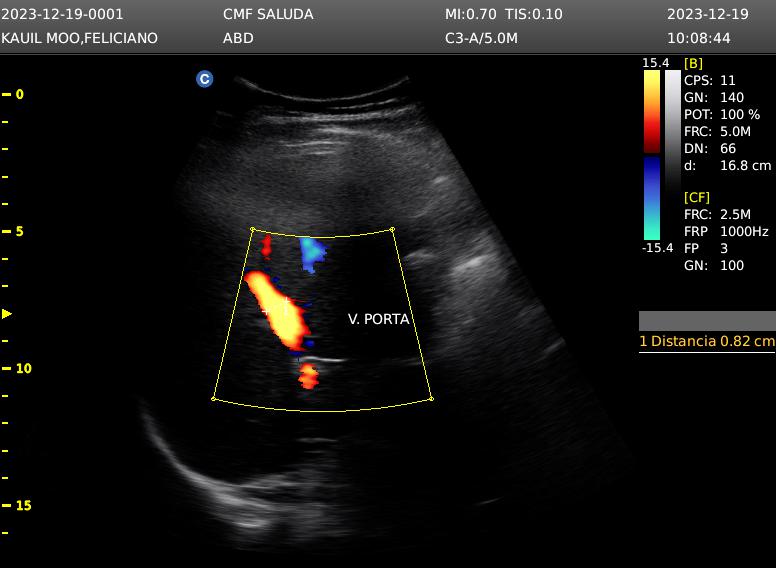 2023-12-19-0001 CMF SALUDA MI:0.70 TIS:0.10 2023-12-19
KAUIL MOO,FELICIANO ABD C3-A/5.0M 10:08:44
C
15.4 [B]
CPS: 11
GN: 140
POT: 100 %
FRC: 5.0M
DN: 66
d: 16.8 cm
[CF]
FRC: 2.5M
FRP 1000Hz
-15.4 FP 3
GN: 100
0
5
10
15
V. PORTA
1 Distancia 0.82 cm